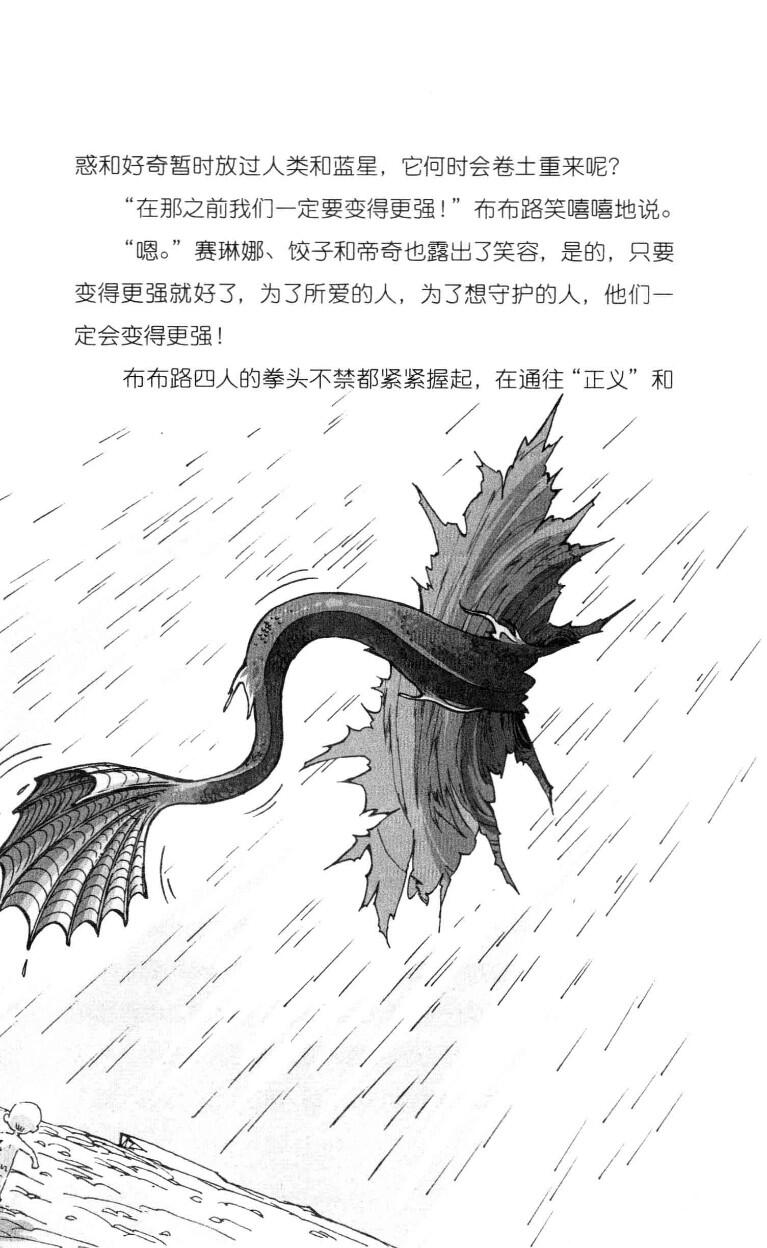 惑和好奇暂时放过人类和蓝星，它何时会卷土重来呢？
“在那之前我们一定要变得更强！”布布路笑嘻嘻地说。
“嗯。”赛琳娜、饺子和帝奇也露出了笑容，是的，只要
变得更强就好了，为了所爱的人，为了想守护的人，他们一
定会变得更强！
布布路四人的拳头不禁都紧紧握起，在通往“正义”和